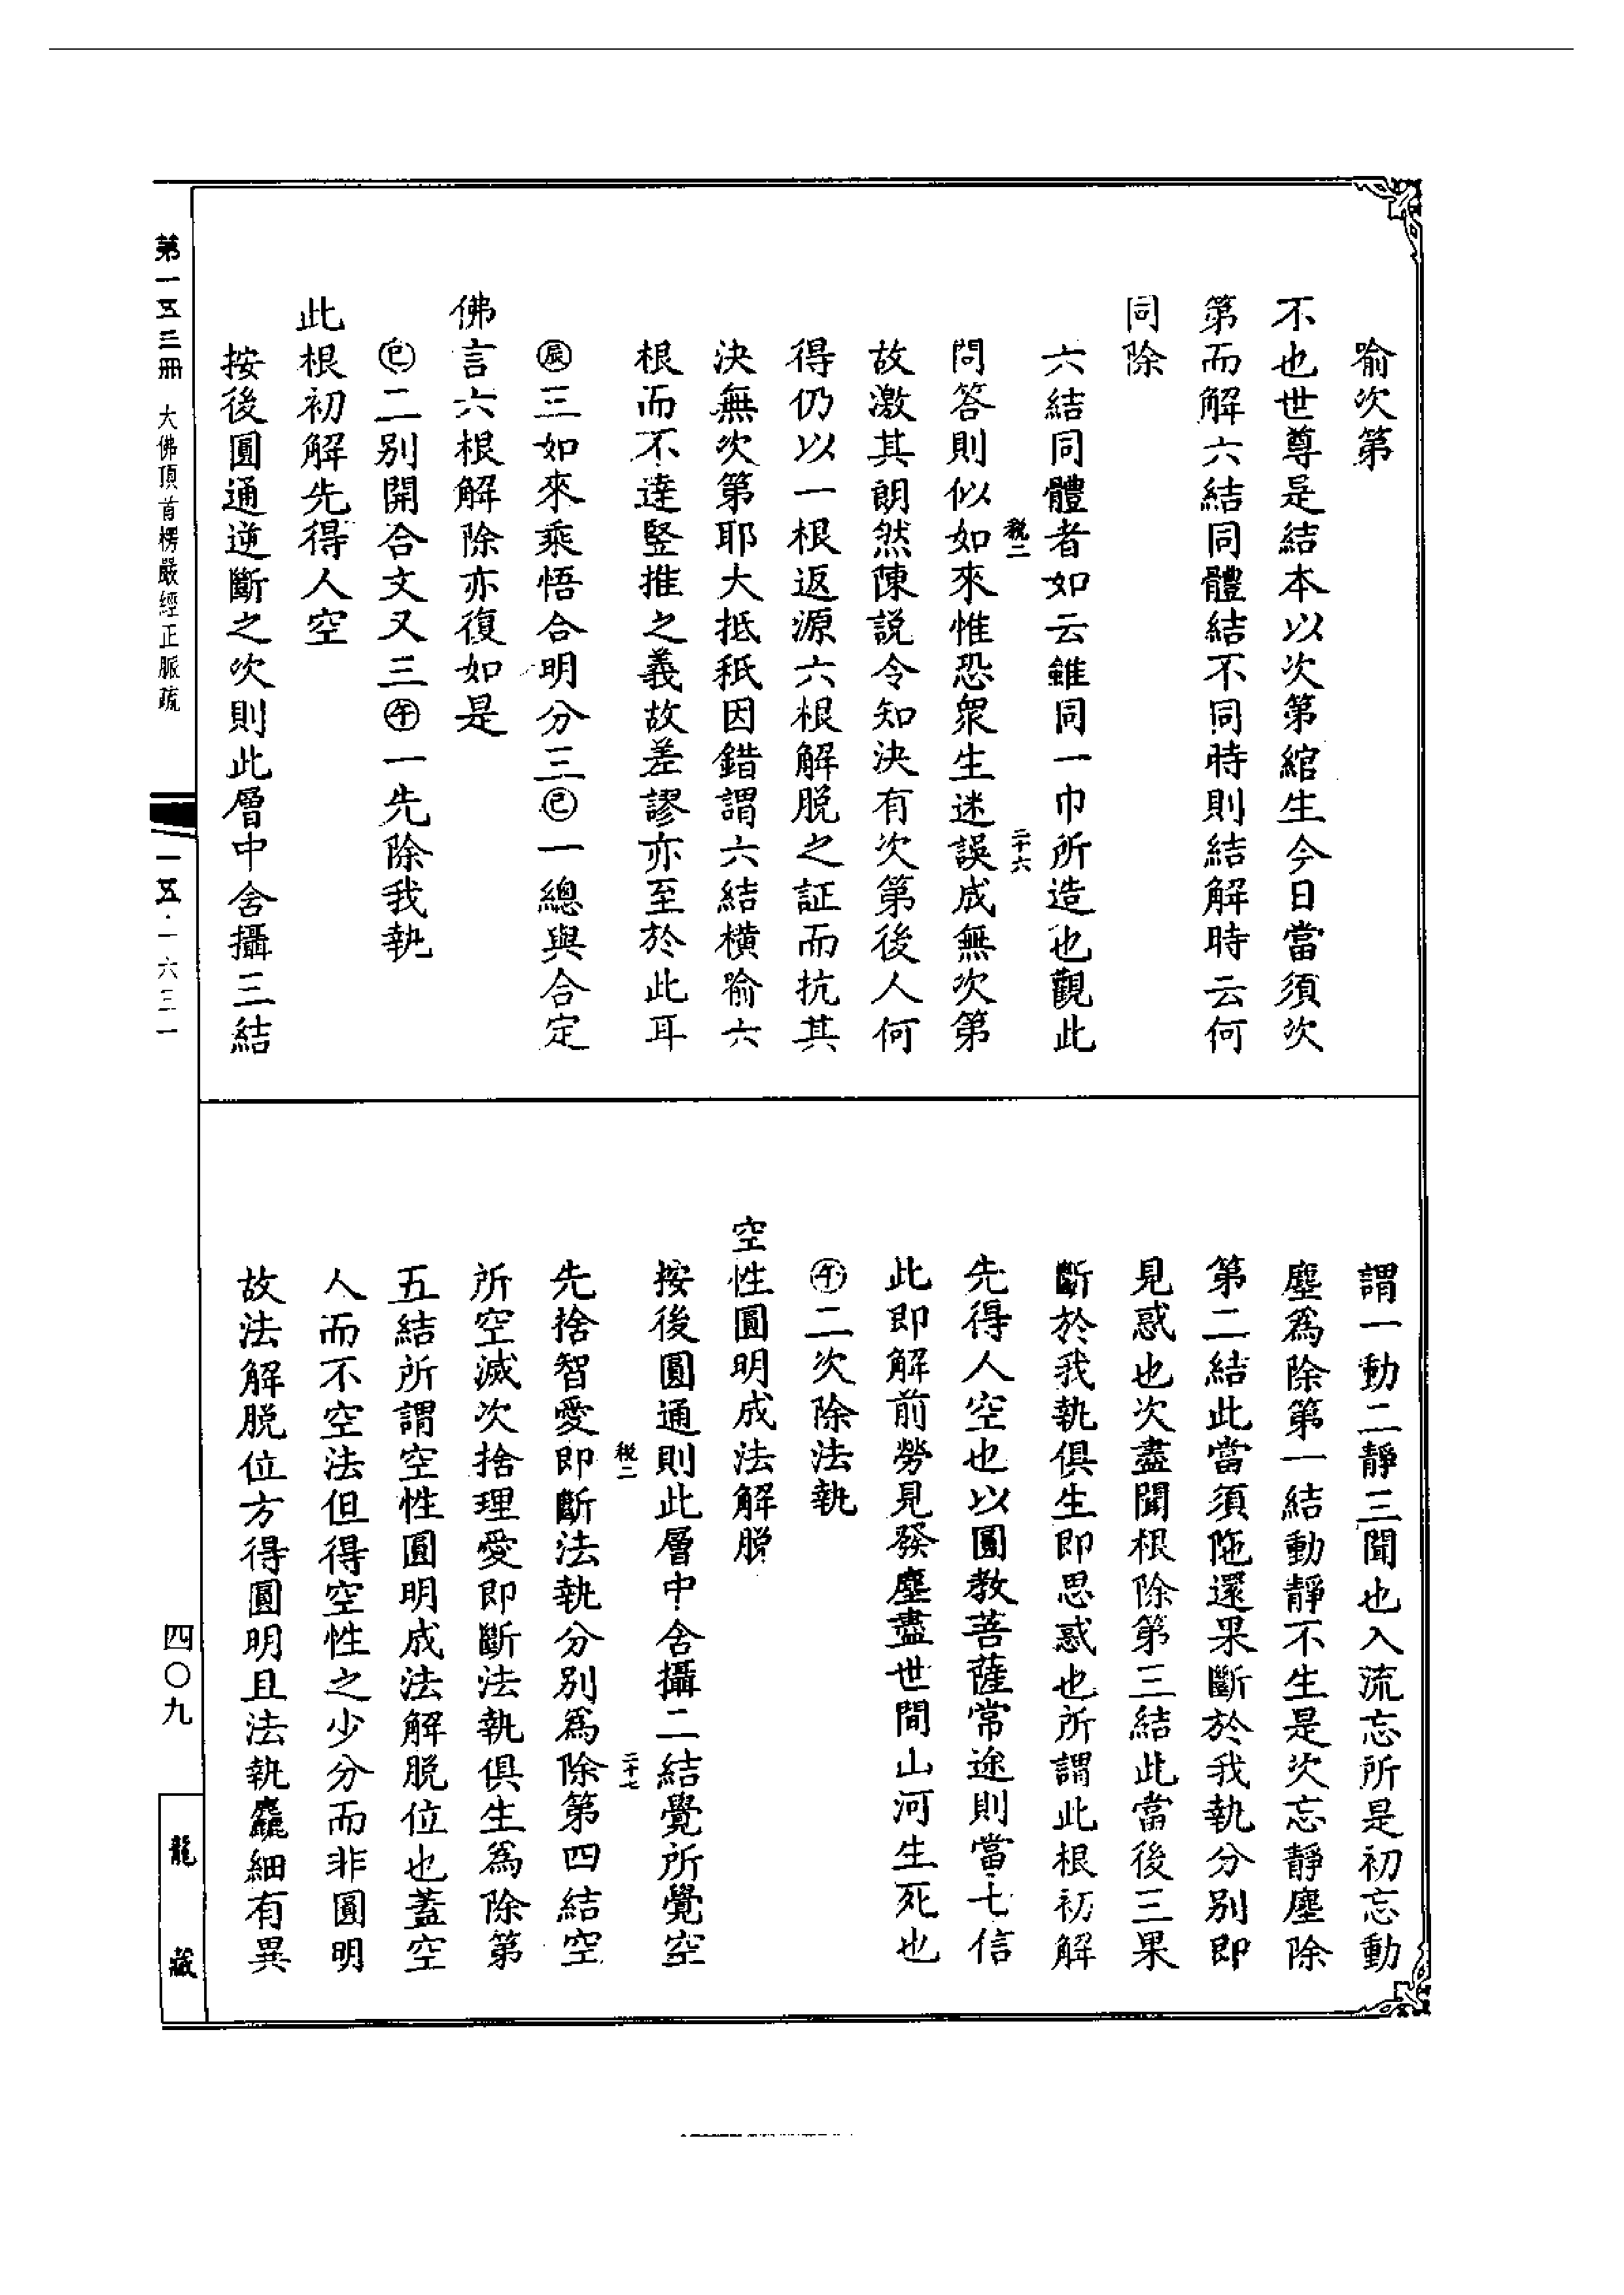 喻次第
不也世尊是結本以次第綰生今日當須次
第而解六結同體結不同時則結解時云何
同除
六結同體者如云雖同一巾所造也觀此
稅二
二十六
問答則似如來惟恐衆生迷誤成無次第
故激其朗然陳説令知決有次第後人何
得仍以一根返源六根解脫之証而抗其
決無次第耶大抵秖因錯謂六結橫喻六
根而不達竪推之義故差謬亦至於此耳
㊂辰三如來乘悟合明分三㊂己一總與合定
佛言六根解除亦復如是
㊂巳二別開合文又三㊂午一先除我執
此根初解先得人空
按後圓通逆斷之次則此層中含攝三結
謂一動二靜三聞也入流忘所是初忘動
塵爲除第一結動靜不生是次忘靜塵除
第二結此當須陁還果斷於我執分別即
見惑也次盡聞根除第三結此當後三果
斷於我執俱生即思惑也所謂此根初解
先得人空也以圓教菩薩常途則當七信
此即解前勞見發塵盡世間山河生死也
㊂午二次除法執
空性圓明成法解脫
按後圓通則此層中含攝二結覺所覺空
稅二
二十七
先捨智愛即斷法執分別爲除第四結空
所空滅次捨理愛即斷法執俱生爲除第
五結所謂空性圓明成法解脫位也蓋空
人而不空法但得空性之少分而非圓明
故法解脫位方得圓明且法執麤細有異
第一五三冊 大佛頂首楞嚴經正脈疏
一五·一六三一
四〇九
龍藏